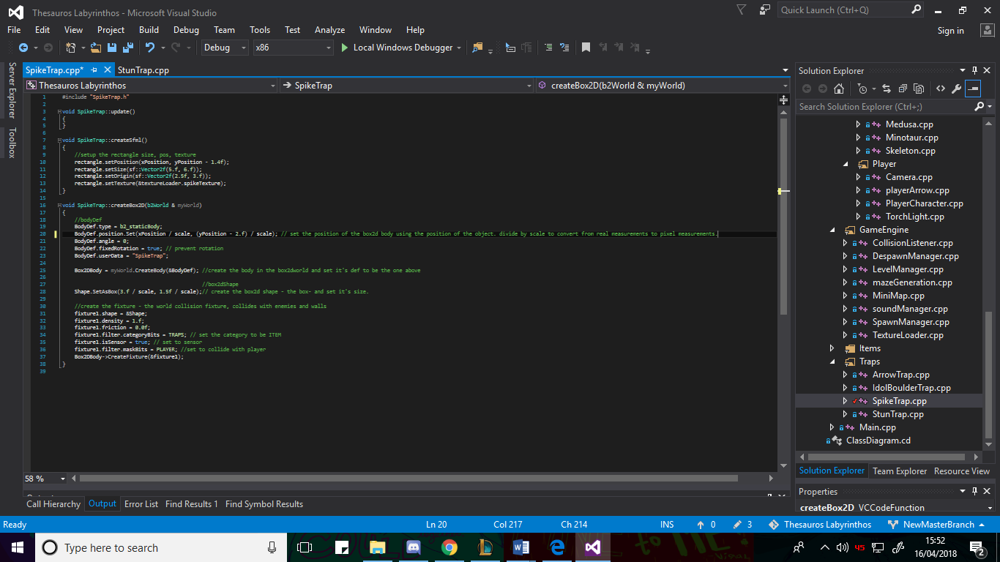 Thesauros Labyrinthos - Microsoft Visual Studio
Quick Launch (Ctrl+Q)
File Edit View Project Build Debug Team Tools Test Analyze Window Help
Sign in
Debug x86 Local Windows Debugger
Server Explorer
Toolbox
SpikeTrap.cpp* StunTrap.cpp
Thesauros Labyrinthos SpikeTrap createBox2D(b2World & myWorld)
1 #include "SpikeTrap.h"
2
3 void SpikeTrap::update()
4 {
5 }
6
7 void SpikeTrap::createSfml()
8 {
9 //setup the rectangle size, pos, texture
10 rectangle.setPosition(xPosition, yPosition - 1.4f);
11 rectangle.setSize(sf::Vector2f(5.f, 6.f));
12 rectangle.setOrigin(sf::Vector2f(2.5f, 3.f));
13 rectangle.setTexture(&textureLoader.spikeTexture);
14 }
15
16 void SpikeTrap::createBox2D(b2World & myWorld)
17 {
18 //bodyDef
19 BodyDef.type = b2_staticBody;
20 BodyDef.position.Set(xPosition / scale, (yPosition - 2.f) / scale); // set the position of the box2d body using the position of the object. divide by scale to convert from real measurements to pixel measurements.
21 BodyDef.angle = 0;
22 BodyDef.fixedRotation = true; // prevent rotation
23 BodyDef.userData = "SpikeTrap";
24
25 Box2DBody = myWorld.CreateBody(&BodyDef); //create the body in the box2dworld and set it's def to be the one above
26
27 //box2dShape
28 Shape.SetAsBox(3.f / scale, 1.5f / scale);// create the box2d shape - the box- and set it's size.
29
30 //create the fixture - the world collision fixture, collides with enemies and walls
31 fixture1.shape = &Shape;
32 fixture1.density = 1.f;
33 fixture1.friction = 0.0f;
34 fixture1.filter.categoryBits = TRAPS; // set the category to be ITEM
35 fixture1.isSensor = true; // set to sensor
36 fixture1.filter.maskBits = PLAYER; //set to collide with player
37 Box2DBody->CreateFixture(&fixture1);
38 }
39
58 %
Call Hierarchy Output Error List Find Results 1 Find Symbol Results
Solution Explorer
Search Solution Explorer (Ctrl+;)
Medusa.cpp
Minotaur.cpp
Skeleton.cpp
Player
Camera.cpp
playerArrow.cpp
PlayerCharacter.cpp
TorchLight.cpp
GameEngine
CollisionListener.cpp
DespawnManager.cpp
LevelManager.cpp
mazeGeneration.cpp
MiniMap.cpp
soundManager.cpp
SpawnManager.cpp
TextureLoader.cpp
Items
Traps
ArrowTrap.cpp
IdolBoulderTrap.cpp
SpikeTrap.cpp
StunTrap.cpp
Main.cpp
ClassDiagram.cd
Solution Explorer Team Explorer Resource View
Properties
createBox2D VCCodeFunction
Ready Ln 20 Col 217 Ch 214 INS 0 3 Thesauros Labyrinthos NewMasterBranch
Type here to search
45
15:52
16/04/2018
2